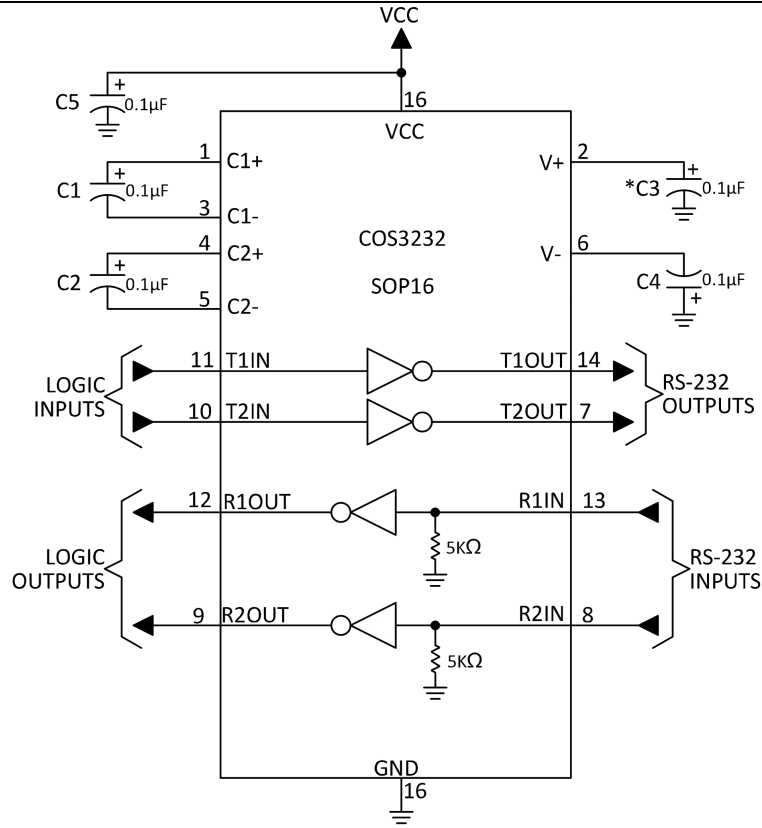 VCC
16
VCC
C5
+
0.1µF
1
C1+
C1
+
0.1µF
3
C1-
4
C2+
C2
+
0.1µF
5
C2-
COS3232
SOP16
V+
2
*C3
+
0.1µF
V-
6
C4
0.1µF
+
LOGIC
INPUTS
11
T1IN
T1OUT
14
10
T2IN
T2OUT
7
RS-232
OUTPUTS
LOGIC
OUTPUTS
12
R1OUT
R1IN
13
5KΩ
9
R2OUT
R2IN
8
5KΩ
RS-232
INPUTS
GND
16